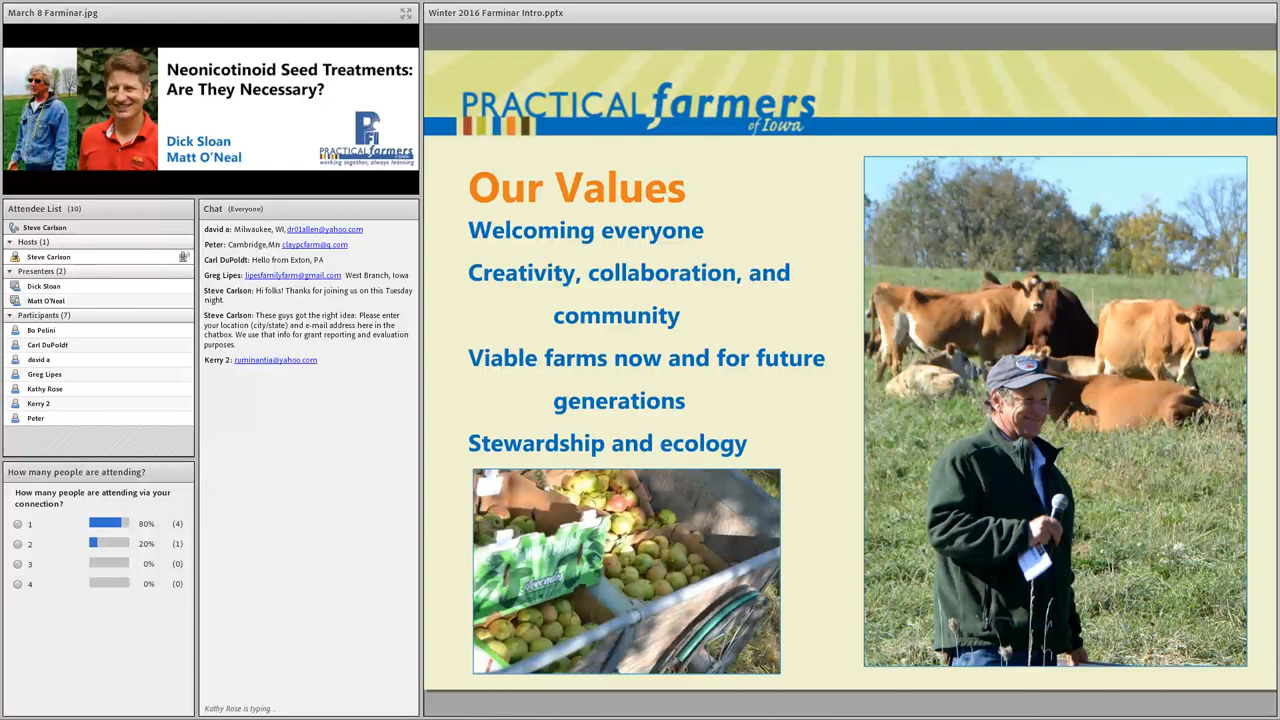 March 8 Farminar.jpg
Neonicotinoid Seed Treatments:
Are They Necessary?
Dick Sloan
Matt O'Neal
PFI
PRACTICAL farmers
working together, always learning
Attendee List (10)
Steve Carlson
Hosts (1)
Steve Carlson
Presenters (2)
Dick Sloan
Matt O'Neal
Participants (7)
Bo Pelini
Carl DuPoldt
david a
Greg Lipes
Kathy Rose
Kerry 2
Peter
How many people are attending?
How many people are attending via your
connection?
1 80% (4)
2 20% (1)
3 0% (0)
4 0% (0)
Chat (Everyone)
david a: Milwaukee, WI, dr01allen@yahoo.com
Peter: Cambridge,Mn claypcfarm@q.com
Carl DuPoldt: Hello from Exton, PA
Greg Lipes: lipesfamilyfarm@gmail.com West Branch, Iowa
Steve Carlson: Hi folks! Thanks for joining us on this Tuesday
night.
Steve Carlson: These guys got the right idea: Please enter
your location (city/state) and e-mail address here in the
chatbox. We use that info for grant reporting and evaluation
purposes.
Kerry 2: ruminantia@yahoo.com
Kathy Rose is typing...
Winter 2016 Farminar Intro.pptx
PRACTICAL farmers
of Iowa
Our Values
Welcoming everyone
Creativity, collaboration, and
community
Viable farms now and for future
generations
Stewardship and ecology
Avocados